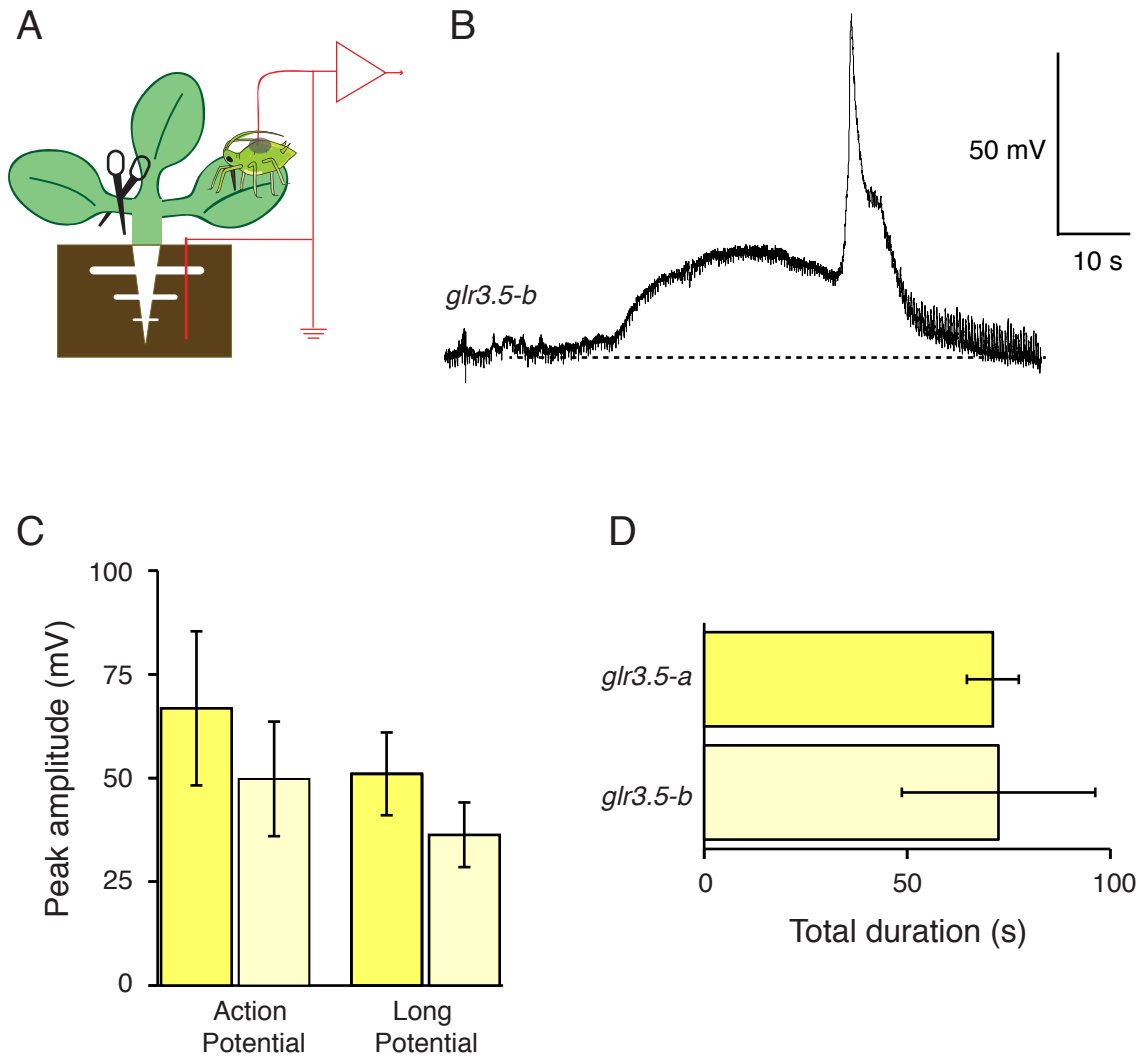 A
B
50 mV
10 s
glr3.5-b
C
100
75
50
25
0
Peak amplitude (mV)
Action
Potential
Long
Potential
D
glr3.5-a
glr3.5-b
0
50
100
Total duration (s)